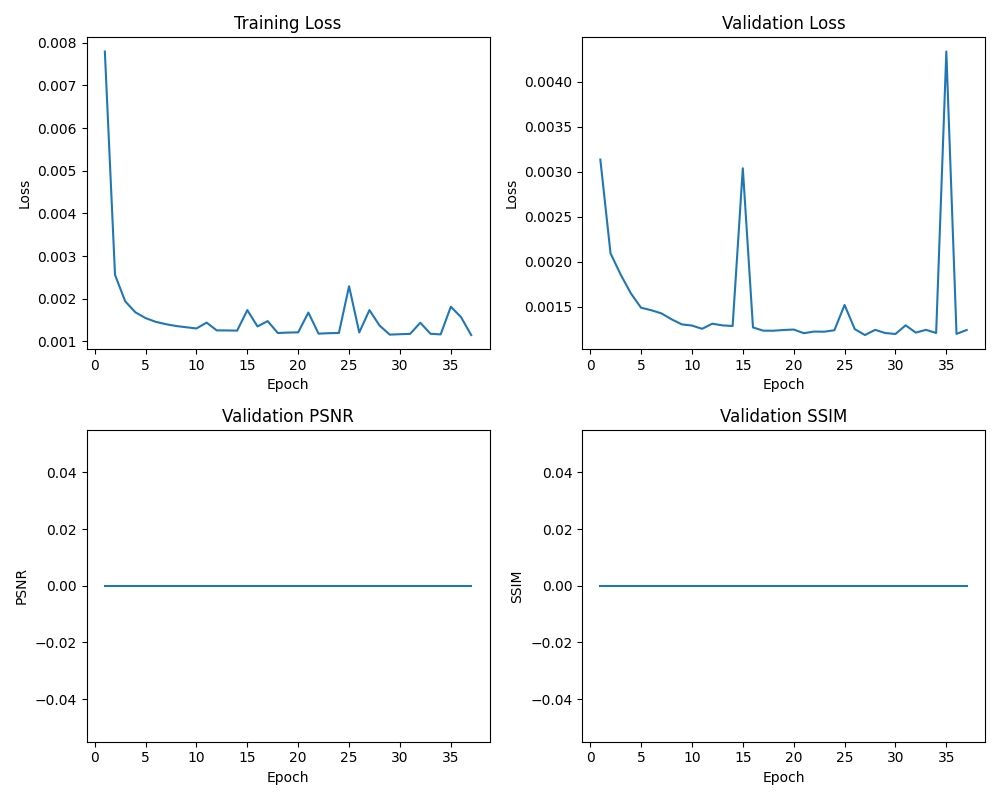 Training Loss
Validation Loss
0.008
0.007
0.006
0.005
0.004
0.003
0.002
0.001
Loss
0 5 10 15 20 25 30 35
Epoch
0.0040
0.0035
0.0030
0.0025
0.0020
0.0015
Loss
0 5 10 15 20 25 30 35
Epoch
Validation PSNR
Validation SSIM
0.04
0.02
0.00
−0.02
−0.04
PSNR
0 5 10 15 20 25 30 35
Epoch
0.04
0.02
0.00
−0.02
−0.04
SSIM
0 5 10 15 20 25 30 35
Epoch